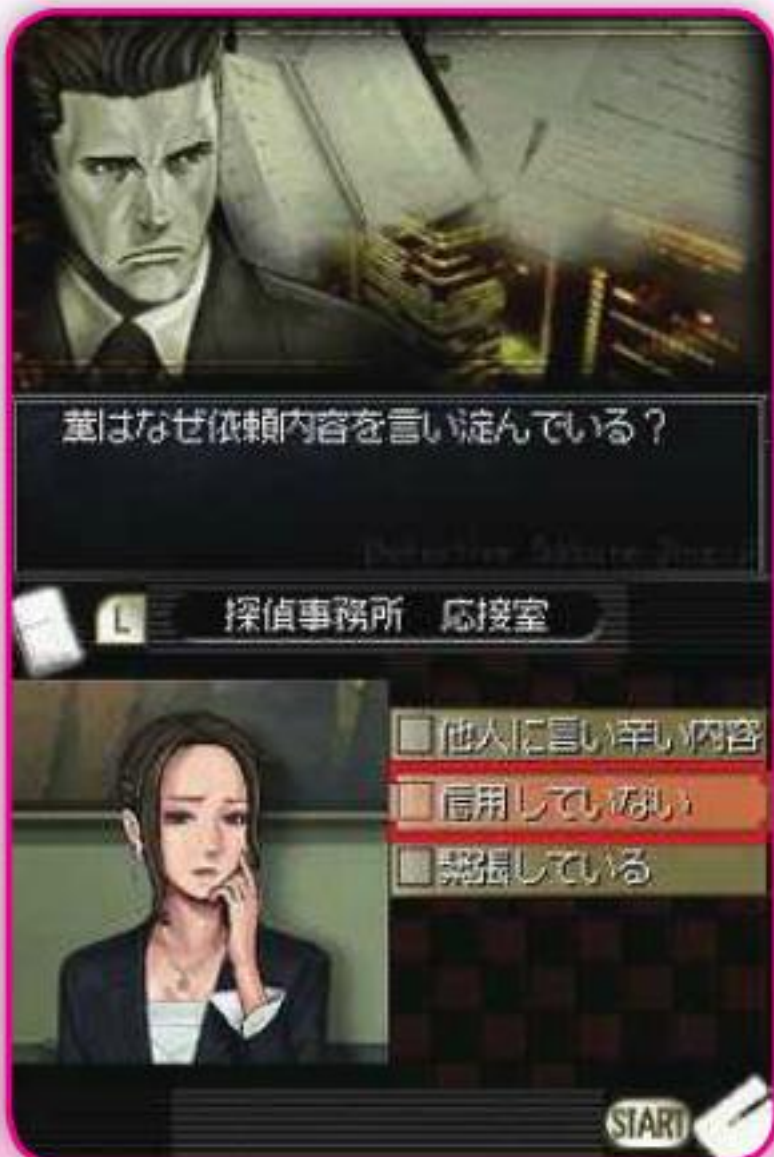 菫はなぜ依頼内容を言い淀んでいる？
L
探偵事務所　応接室
他人に言い辛い内容
信用していない
緊張している
START